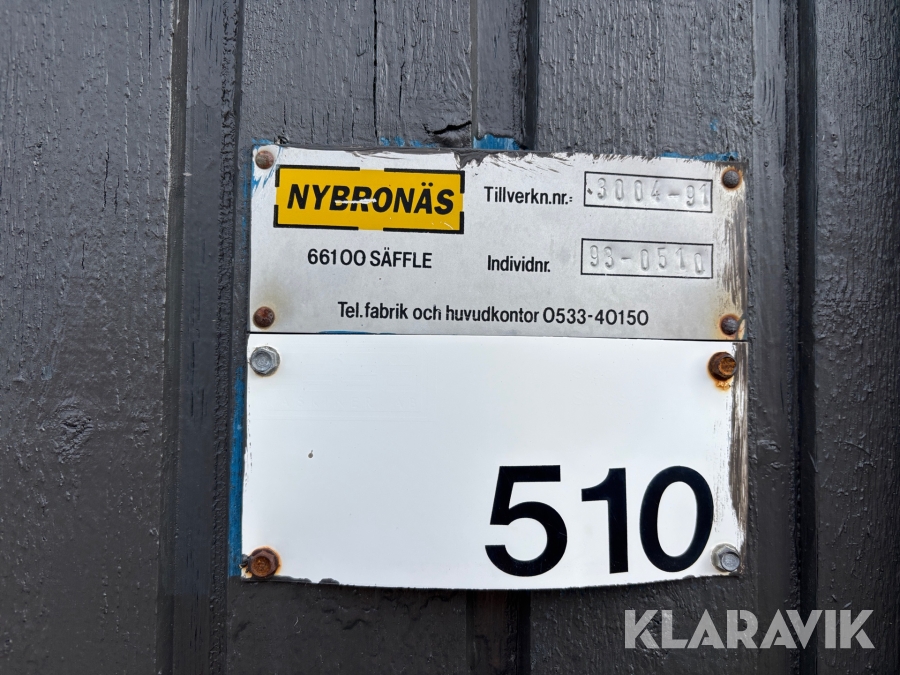 NYBRONÄS
Tillverkn.nr.: 3004-91
66100 SÄFFLE
Individnr. 93-0510
Tel. fabrik och huvudkontor 0533-40150
510
KLARAVIK